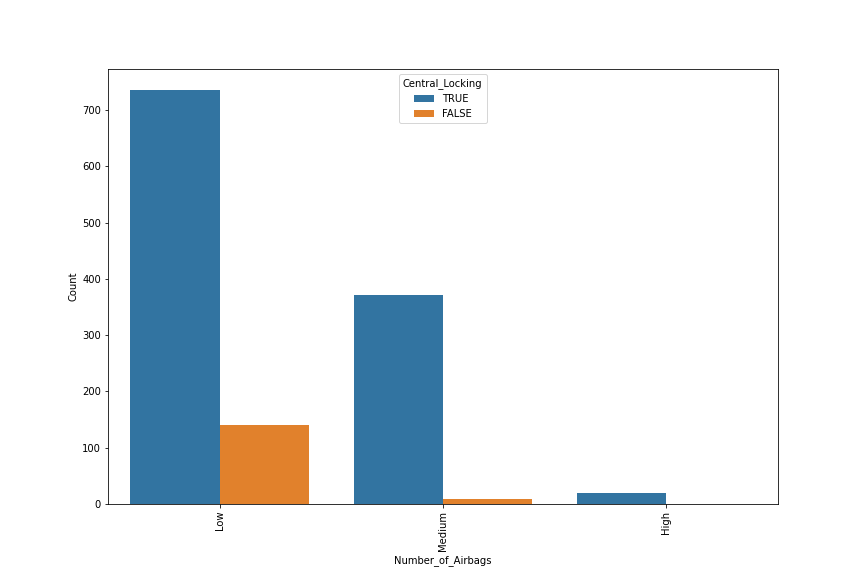 Central_Locking
TRUE
FALSE
700
600
500
400
300
200
100
0
Count
Low
Medium
High
Number_of_Airbags